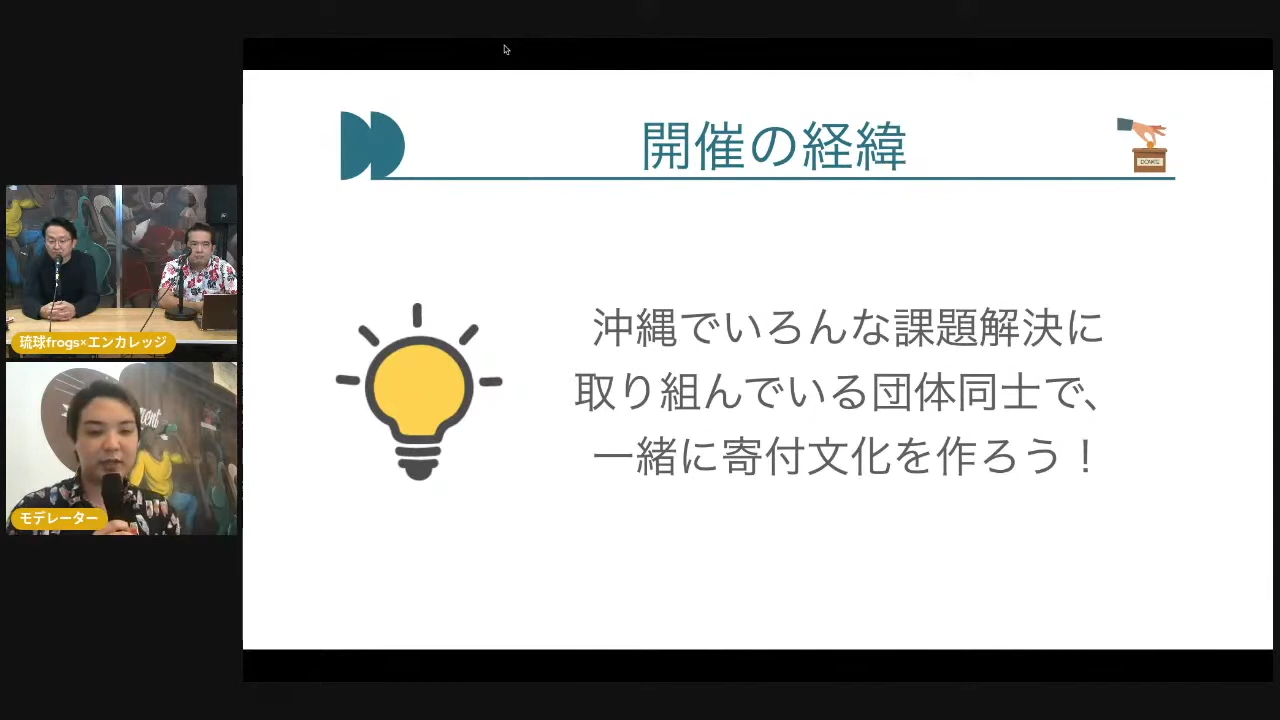 開催の経緯
DONATE
沖縄でいろんな課題解決に
取り組んでいる団体同士で、
一緒に寄付文化を作ろう！
琉球frogs×エンカレッジ
モデレーター